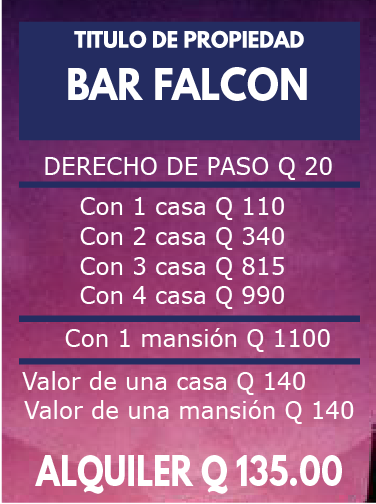 TITULO DE PROPIEDAD
BAR FALCON
DERECHO DE PASO Q 20
Con 1 casa Q 110
Con 2 casa Q 340
Con 3 casa Q 815
Con 4 casa Q 990
Con 1 mansión Q 1100
Valor de una casa Q 140
Valor de una mansión Q 140
ALQUILER Q 135.00